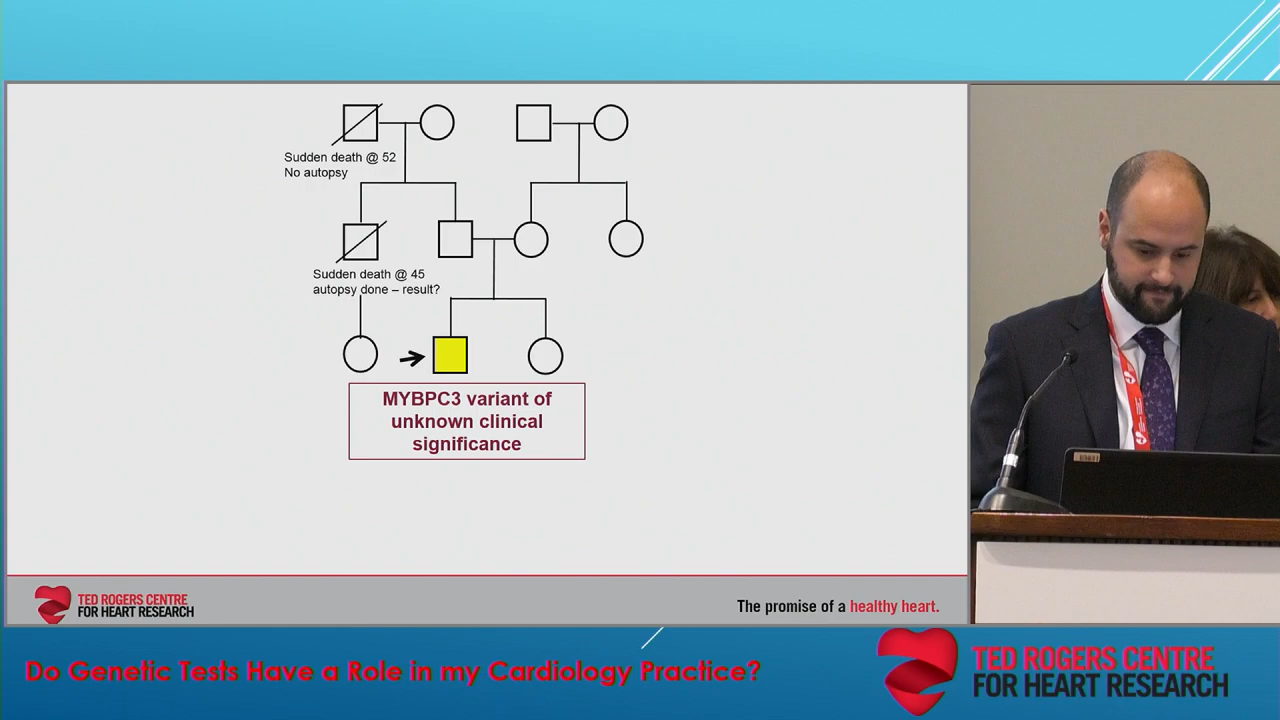 Sudden death @ 52
No autopsy
Sudden death @ 45
autopsy done – result?
MYBPC3 variant of
unknown clinical
significance
TED ROGERS CENTRE
FOR HEART RESEARCH
The promise of a healthy heart.
Do Genetic Tests Have a Role in my Cardiology Practice?
TED ROGERS CENTRE
FOR HEART RESEARCH